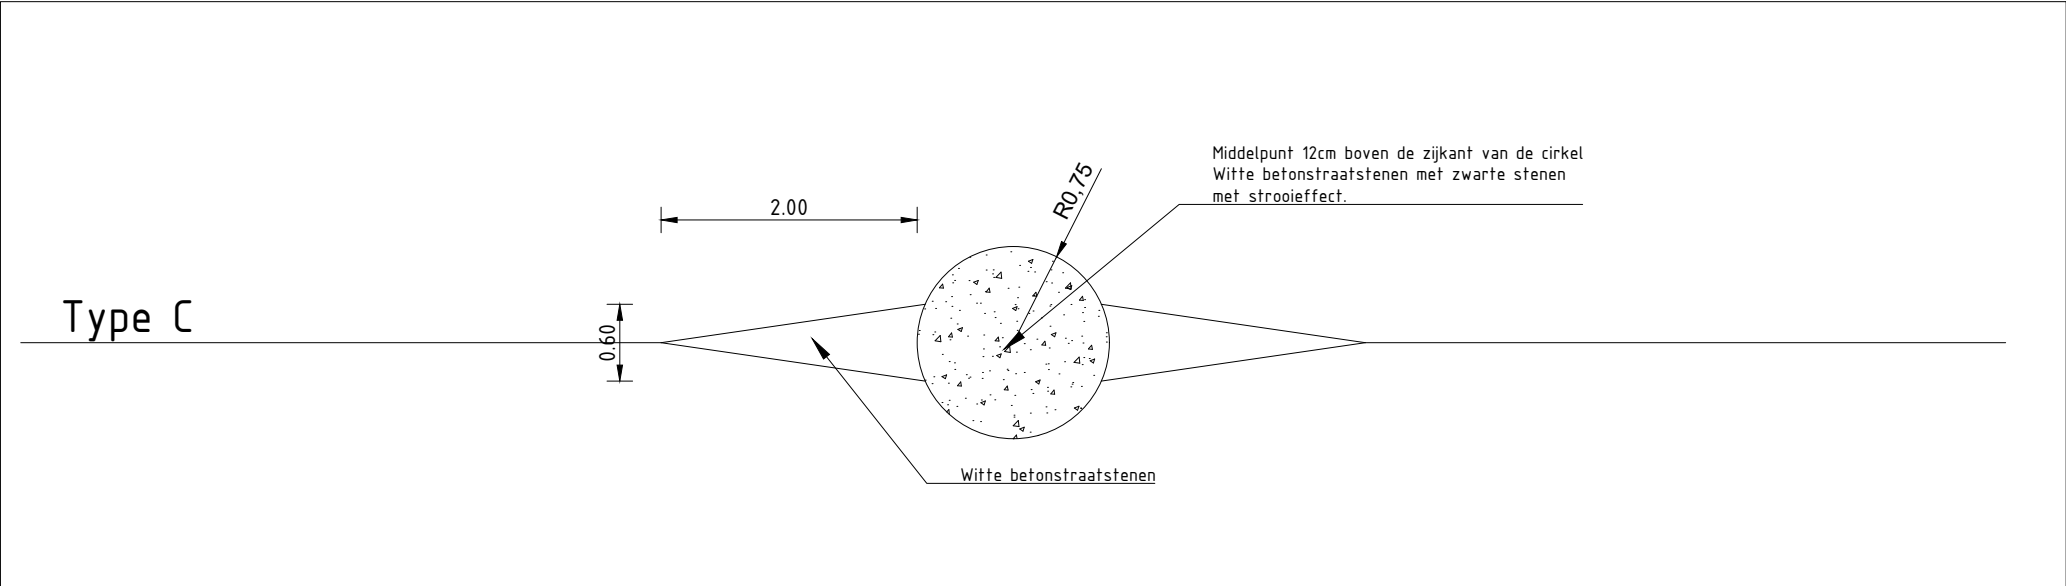 Middelpunt 12cm boven de zijkant van de cirkel
Witte betonstraatstenen met zwarte stenen
met strooieffect.
R0,75
2.00
Type C
0.60
Witte betonstraatstenen